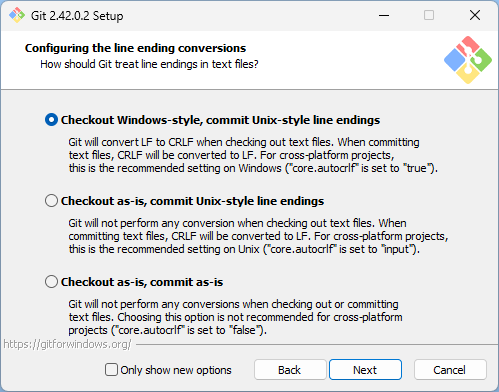 Git 2.42.0.2 Setup
Configuring the line ending conversions
How should Git treat line endings in text files?
Checkout Windows-style, commit Unix-style line endings
Git will convert LF to CRLF when checking out text files. When committing
text files, CRLF will be converted to LF. For cross-platform projects,
this is the recommended setting on Windows ("core.autocrlf" is set to "true").
Checkout as-is, commit Unix-style line endings
Git will not perform any conversion when checking out text files. When
committing text files, CRLF will be converted to LF. For cross-platform projects,
this is the recommended setting on Unix ("core.autocrlf" is set to "input").
Checkout as-is, commit as-is
Git will not perform any conversions when checking out or committing
text files. Choosing this option is not recommended for cross-platform
projects ("core.autocrlf" is set to "false").
https://gitforwindows.org/
Only show new options
Back
Next
Cancel